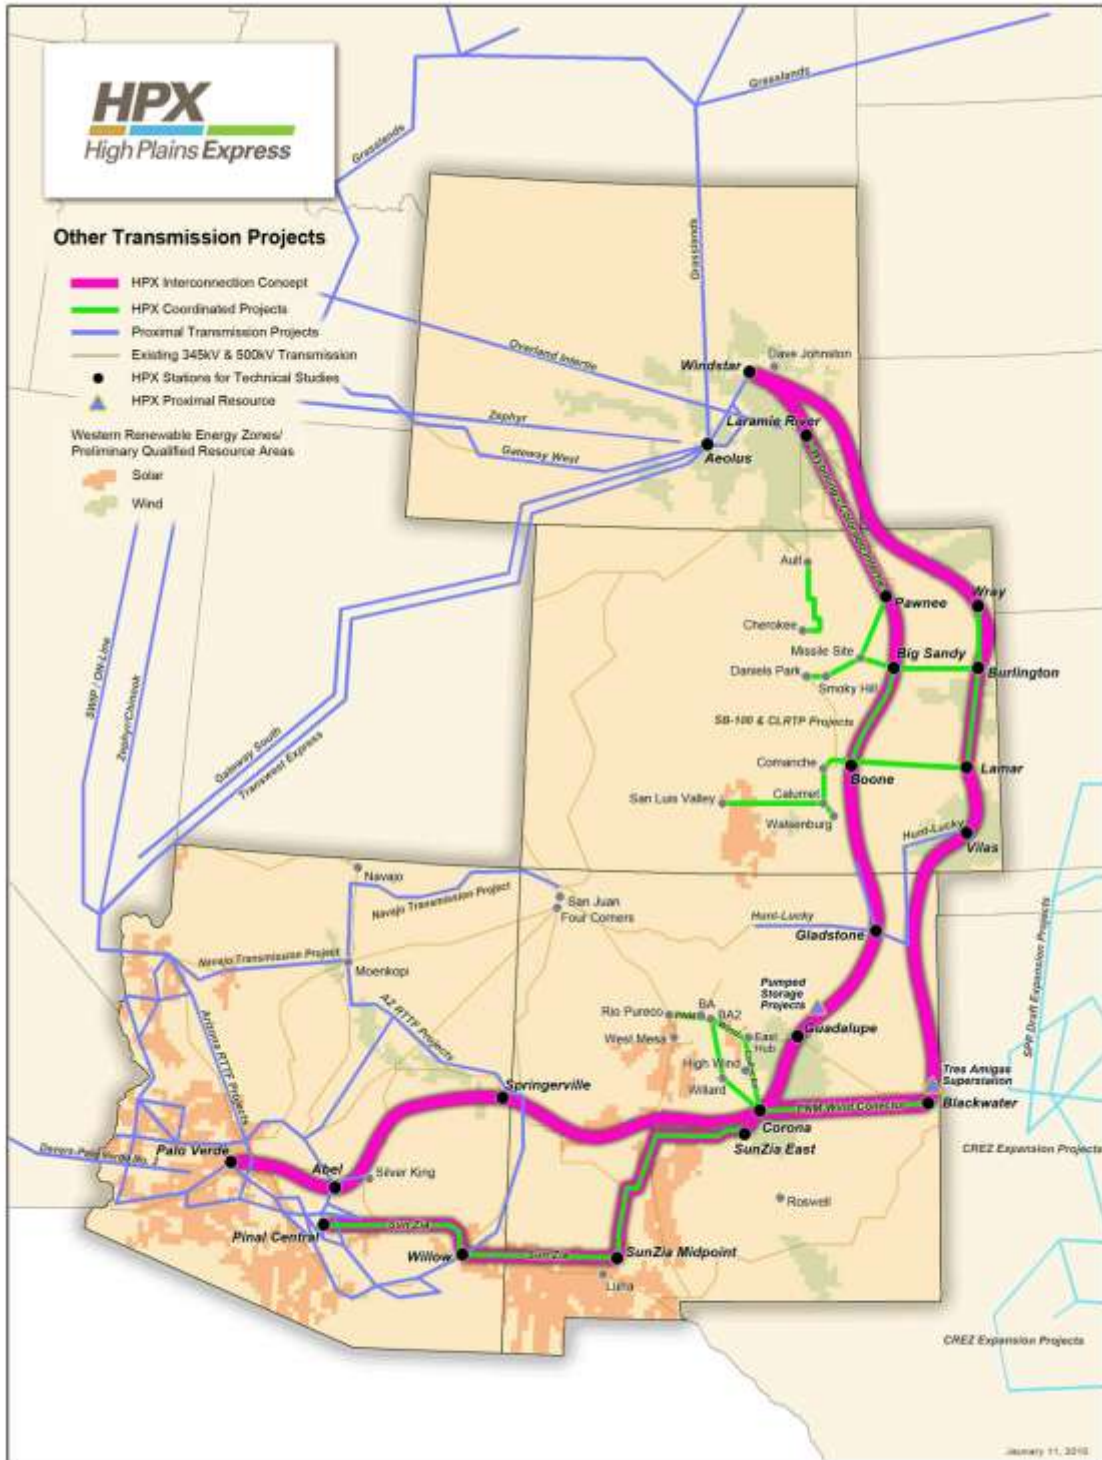 HPX
High Plains Express
Other Transmission Projects
HPX Interconnection Concept
HPX Coordinated Projects
Proximal Transmission Projects
Existing 345kV & 500kV Transmission
HPX Stations for Technical Studies
HPX Proximal Resource
Western Renewable Energy Zones/
Preliminary Qualified Resource Areas
Solar
Wind
Grasslands
Grasslands
Grasslands
Overland Intertie
Zephyr
Gateway West
Windstar
Dave Johnston
Laramie River
Aeolus
Ault
Cherokee
Pawnee
Wray
Missile Site
Big Sandy
Daniels Park
Smoky Hill
Burlington
SB-100 & CLRTP Projects
Comanche
Boone
Lamar
San Luis Valley
Calumet
Walsenburg
Hunt-Lucky
Vilas
SWIP / ON-Line
Zephyr/Chinook
Gateway South
Transwest Express
Navajo
Navajo Transmission Project
San Juan
Four Corners
Hunt-Lucky
Gladstone
Navajo Transmission Project
Moenkopi
AZ RTTF Projects
Arizona RTTF Projects
Pumped
Storage
Projects
Guadalupe
Rio Puerco
BA
BA2
West Mesa
East
Hub
High Wind
Willard
SPP Draft Expansion Projects
Tres Amigas
Superstation
Springerville
PNM Wind Collector
Blackwater
Corona
SunZia East
CREZ Expansion Projects
Palo Verde
Abel
Silver King
Roswell
Pinal Central
SunZia
Willow
SunZia
SunZia Midpoint
Luna
CREZ Expansion Projects
January 11, 2010